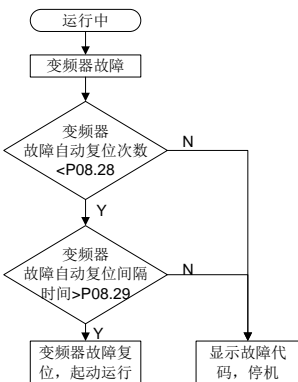 运行中
变频器故障
变频器
故障自动复位次数
<P08.28
N
Y
变频器
故障自动复位间隔
时间>P08.29
N
Y
变频器故障复
位，起动运行
显示故障代
码，停机